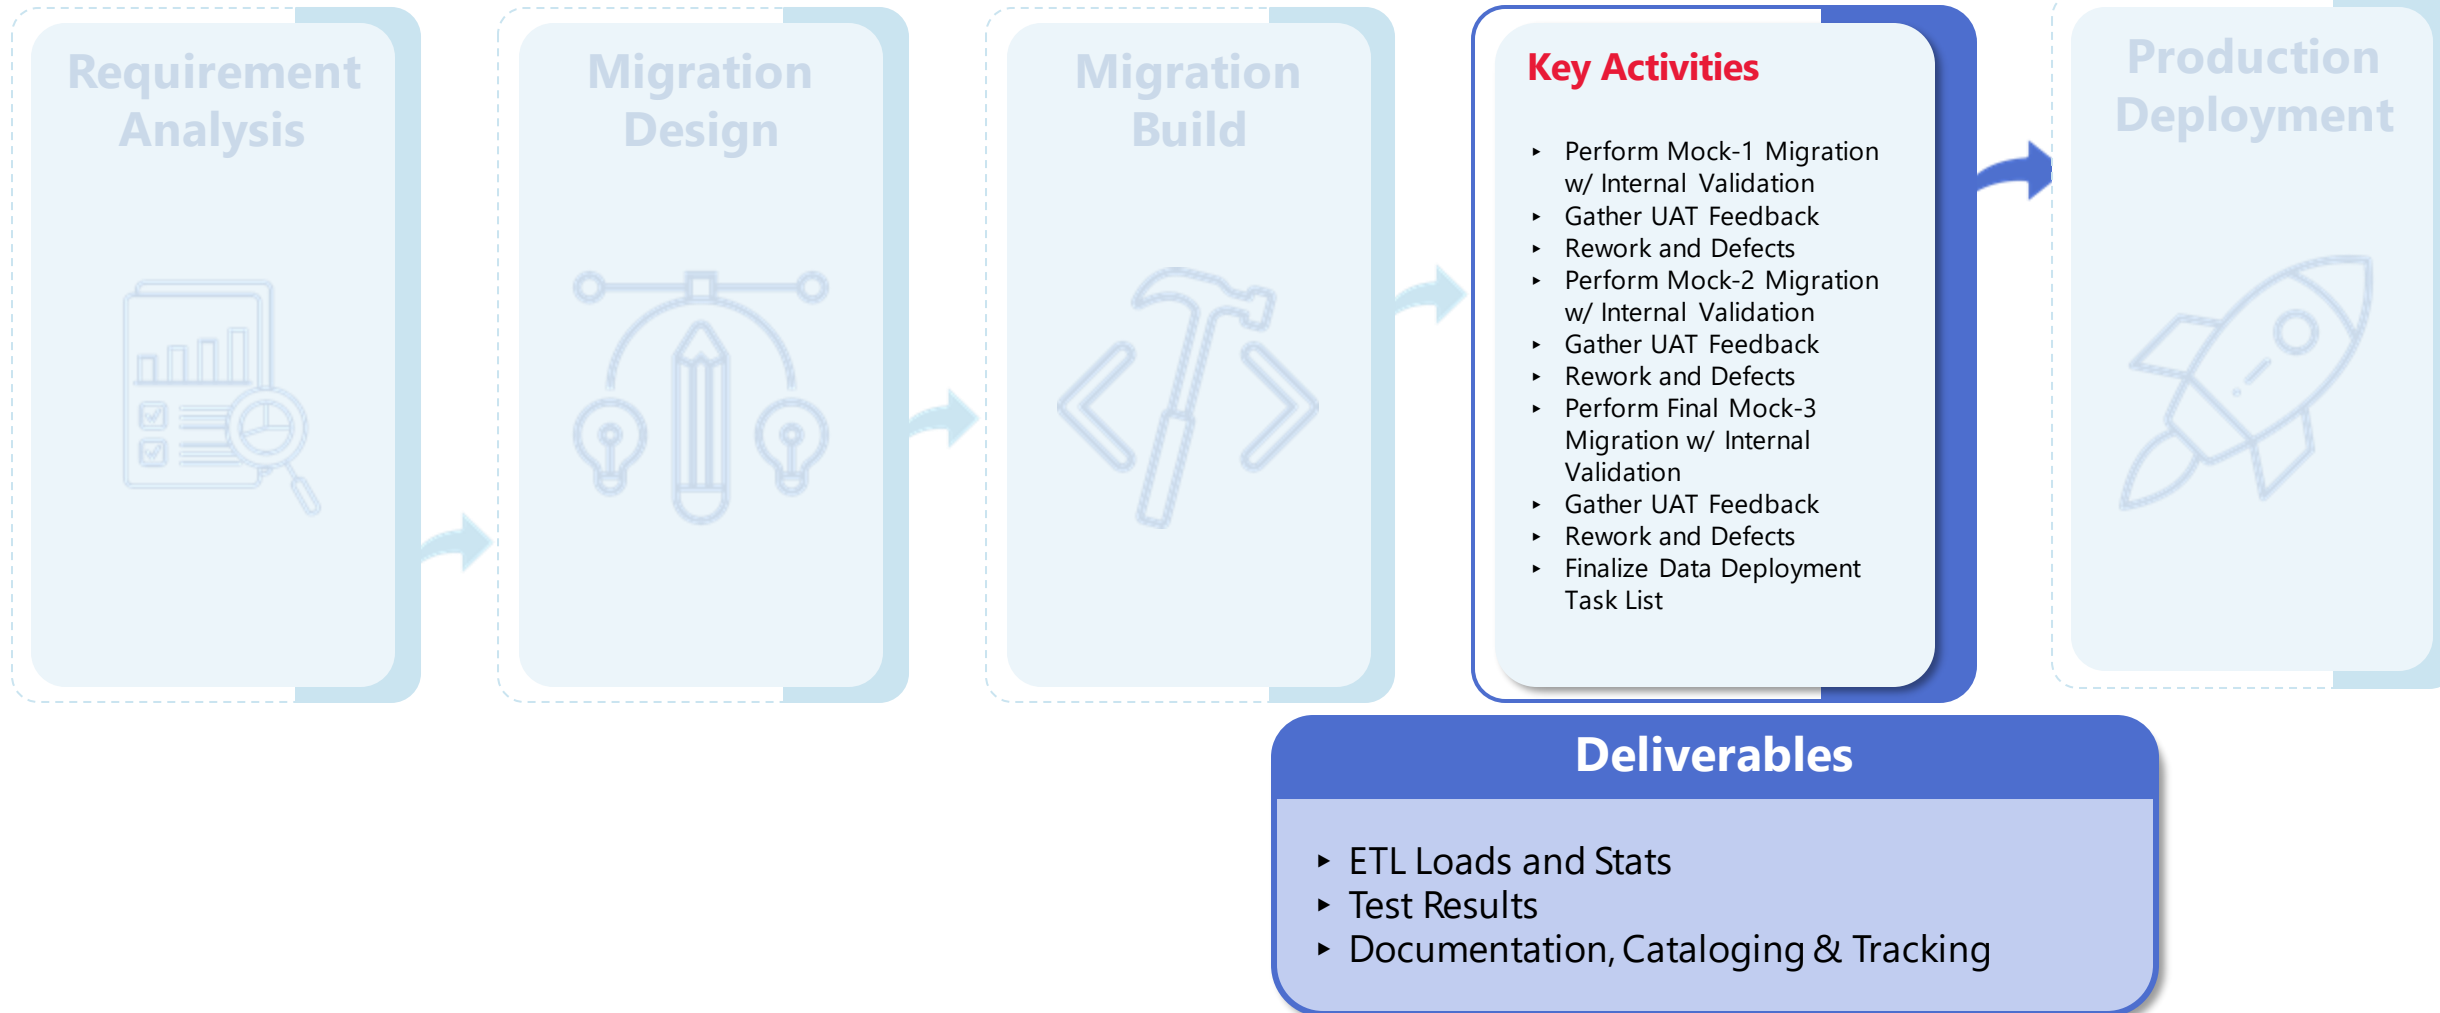 Requirement
Analysis
Migration
Design
Migration
Build
Key Activities
‣ Perform Mock-1 Migration
w/ Internal Validation
‣ Gather UAT Feedback
‣ Rework and Defects
‣ Perform Mock-2 Migration
w/ Internal Validation
‣ Gather UAT Feedback
‣ Rework and Defects
‣ Perform Final Mock-3
Migration w/ Internal
Validation
‣ Gather UAT Feedback
‣ Rework and Defects
‣ Finalize Data Deployment
Task List
Production
Deployment
Deliverables
‣ ETL Loads and Stats
‣ Test Results
‣ Documentation, Cataloging & Tracking